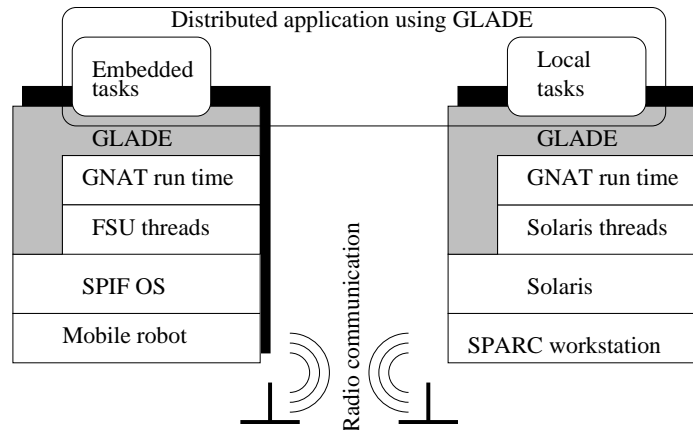 Distributed application using GLADE
Embedded
tasks
GLADE
GNAT run time
FSU threads
SPIF OS
Mobile robot
Radio communication
Local
tasks
GLADE
GNAT run time
Solaris threads
Solaris
SPARC workstation